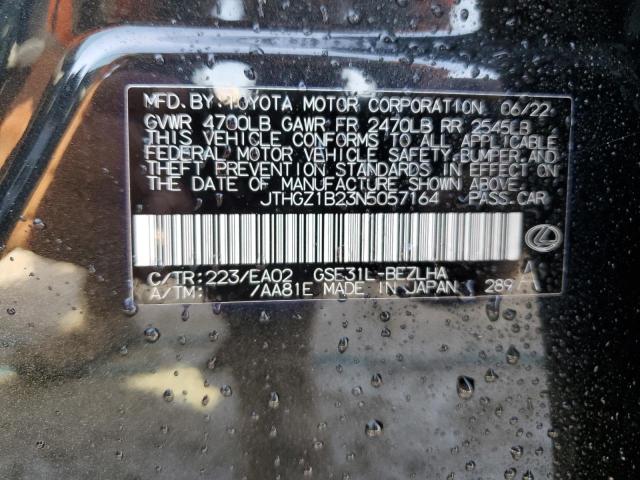 MFD. BY: TOYOTA MOTOR CORPORATION 06/22
GVWR 4700LB GAWR FR 2470LB RR 2545LB
THIS VEHICLE CONFORMS TO ALL APPLICABLE
FEDERAL MOTOR VEHICLE SAFETY, BUMPER, AND
THEFT PREVENTION STANDARDS IN EFFECT ON
THE DATE OF MANUFACTURE SHOWN ABOVE.
JTHGZ1B23N5057164 PASS.CAR
C/TR:223/EA02 GSE31L-BEZLHA
A/TM: /AA81E MADE IN JAPAN 289